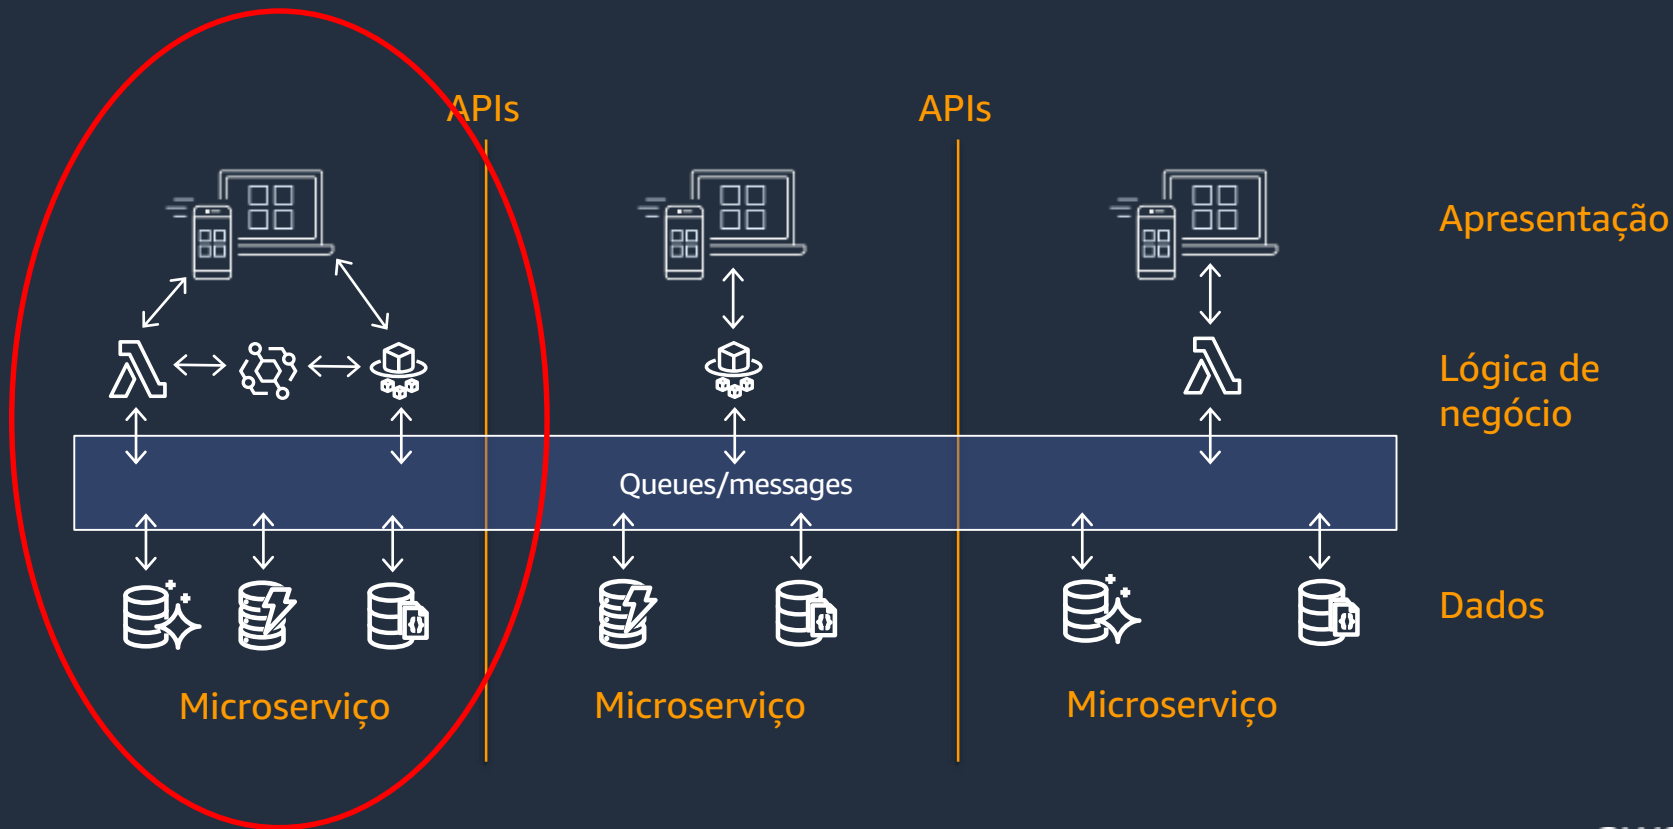 APIs
APIs
Apresentação
Lógica de
negócio
Queues/messages
Dados
Microserviço
Microserviço
Microserviço